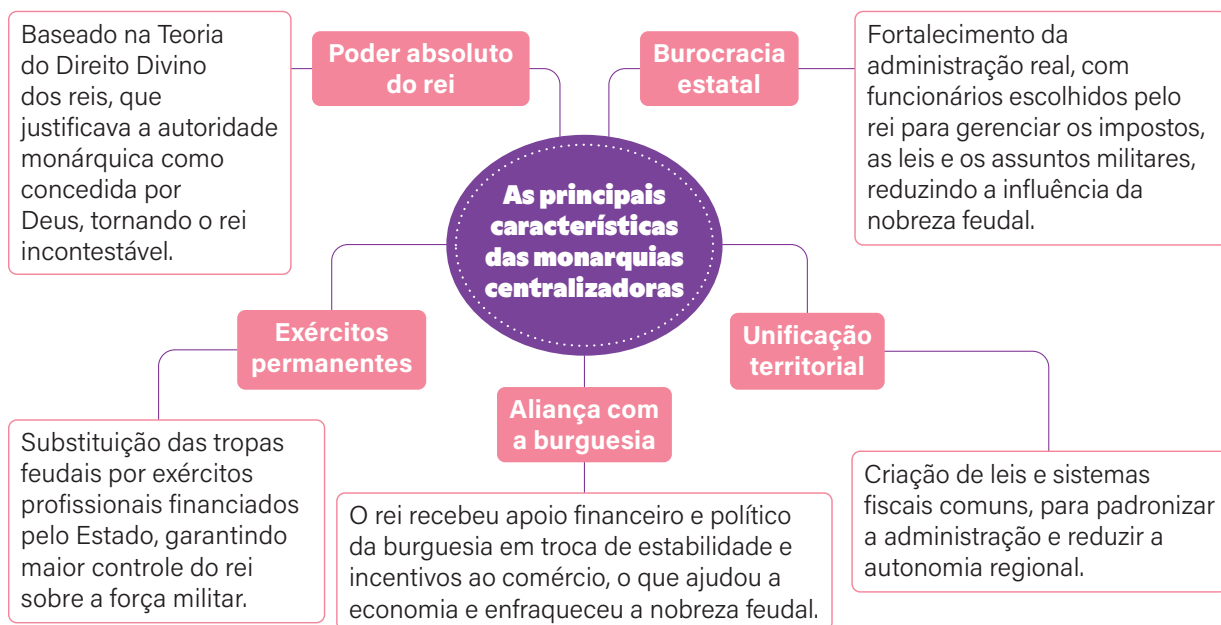 As principais
características
das monarquias
centralizadoras
Poder absoluto
do rei
Baseado na Teoria
do Direito Divino
dos reis, que
justificava a autoridade
monárquica como
concedida por
Deus, tornando o rei
incontestável.
Burocracia
estatal
Fortalecimento da
administração real, com
funcionários escolhidos pelo
rei para gerenciar os impostos,
as leis e os assuntos militares,
reduzindo a influência da
nobreza feudal.
Exércitos
permanentes
Substituição das tropas
feudais por exércitos
profissionais financiados
pelo Estado, garantindo
maior controle do rei
sobre a força militar.
Aliança com
a burguesia
O rei recebeu apoio financeiro e político
da burguesia em troca de estabilidade e
incentivos ao comércio, o que ajudou a
economia e enfraqueceu a nobreza feudal.
Unificação
territorial
Criação de leis e sistemas
fiscais comuns, para padronizar
a administração e reduzir a
autonomia regional.